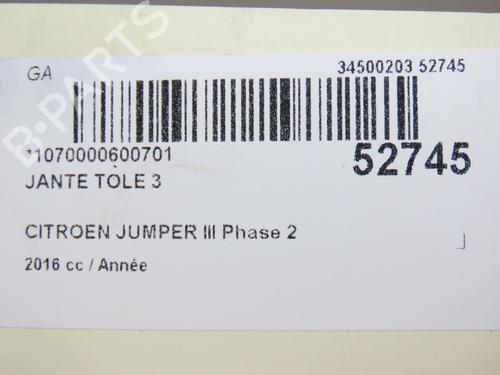 GA
34500203 52745
*1070000600701
52745
JANTE TOLE 3
CITROEN JUMPER III Phase 2
2016 cc / Année
B-PARTS